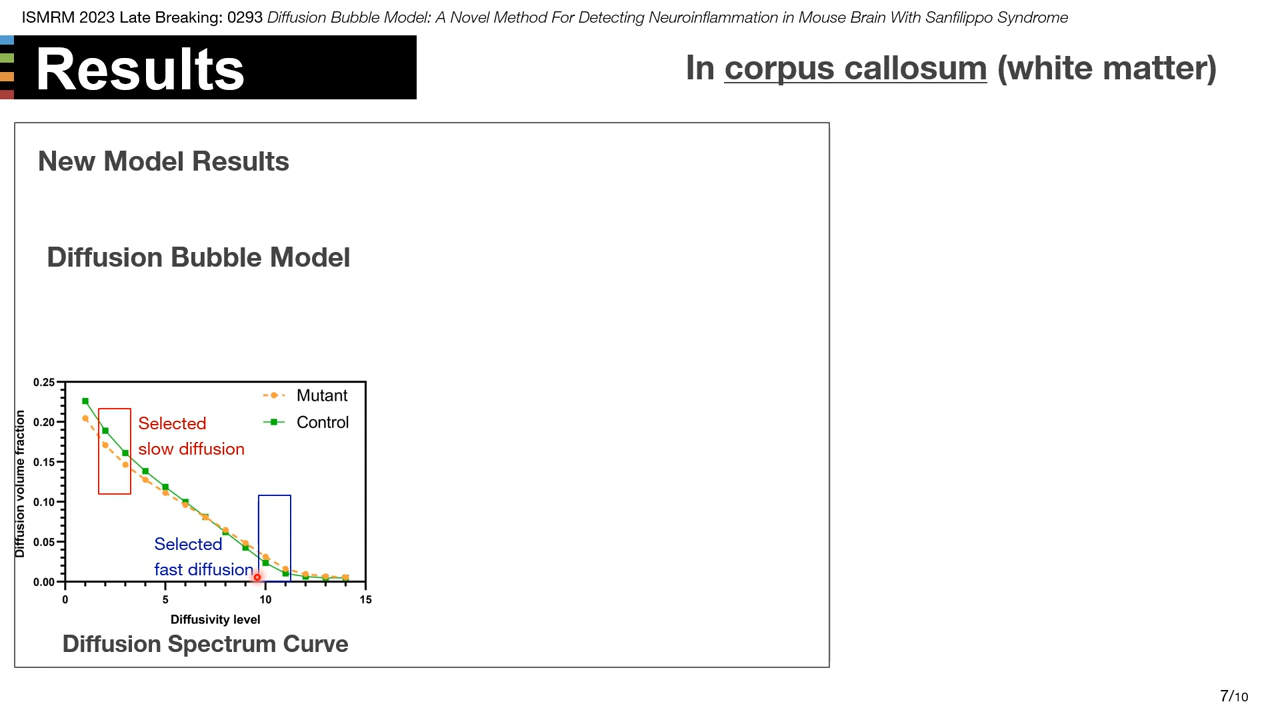 ISMRM 2023 Late Breaking: 0293 Diffusion Bubble Model: A Novel Method For Detecting Neuroinflammation in Mouse Brain With Sanfilippo Syndrome
Results
In corpus callosum (white matter)
New Model Results
Diffusion Bubble Model
Diffusion volume fraction
0.25
0.20
0.15
0.10
0.05
0.00
Mutant
Control
Selected
slow diffusion
Selected
fast diffusion
0 5 10 15
Diffusivity level
Diffusion Spectrum Curve
7/10